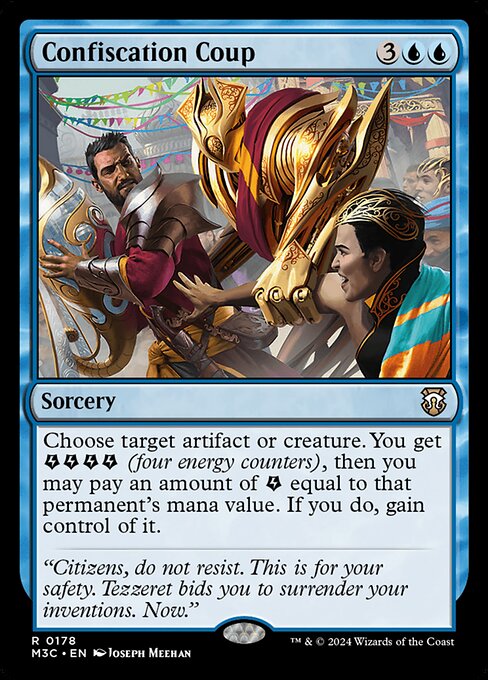 Confiscation Coup 3
Sorcery
Choose target artifact or creature. You get
(four energy counters), then you
may pay an amount of equal to that
permanent's mana value. If you do, gain
control of it.
“Citizens, do not resist. This is for your
safety. Tezzeret bids you to surrender your
inventions. Now.”
R 0178
M3C • EN Joseph Meehan
™ & © 2024 Wizards of the Coast